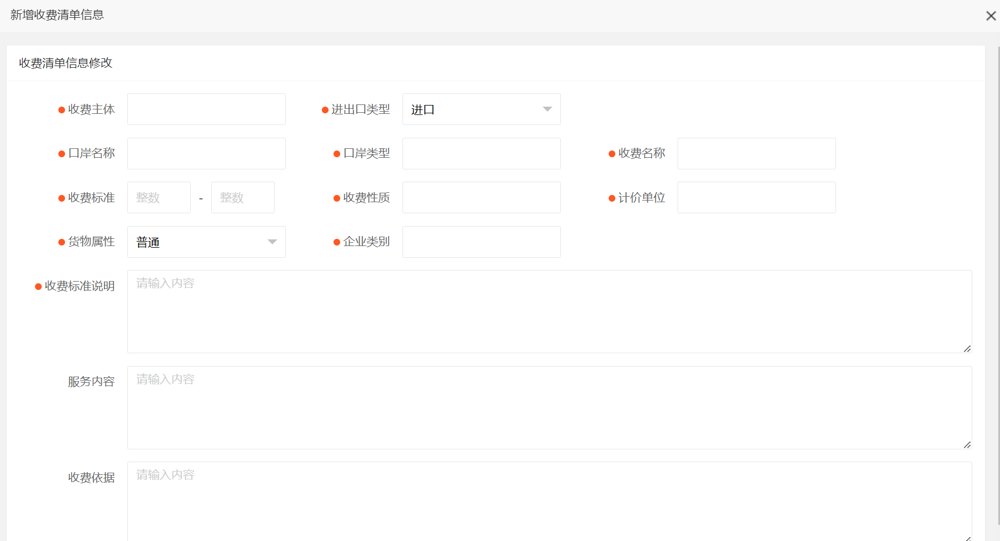 新增收费清单信息
收费清单信息修改
收费主体 进出口类型 进口
口岸名称 口岸类型 收费名称
收费标准 整数 - 整数 收费性质 计价单位
货物属性 普通 企业类别
收费标准说明 请输入内容
服务内容 请输入内容
收费依据 请输入内容